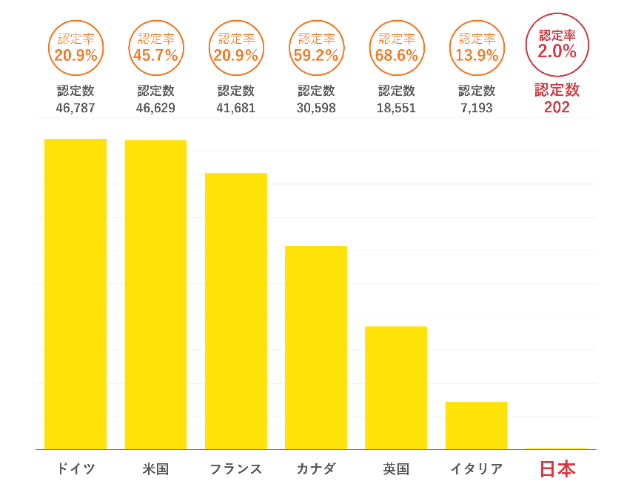 認定率
20.9%
認定率
45.7%
認定率
20.9%
認定率
59.2%
認定率
68.6%
認定率
13.9%
認定率
2.0%
認定数
46,787
認定数
46,629
認定数
41,681
認定数
30,598
認定数
18,551
認定数
7,193
認定数
202
ドイツ
米国
フランス
カナダ
英国
イタリア
日本